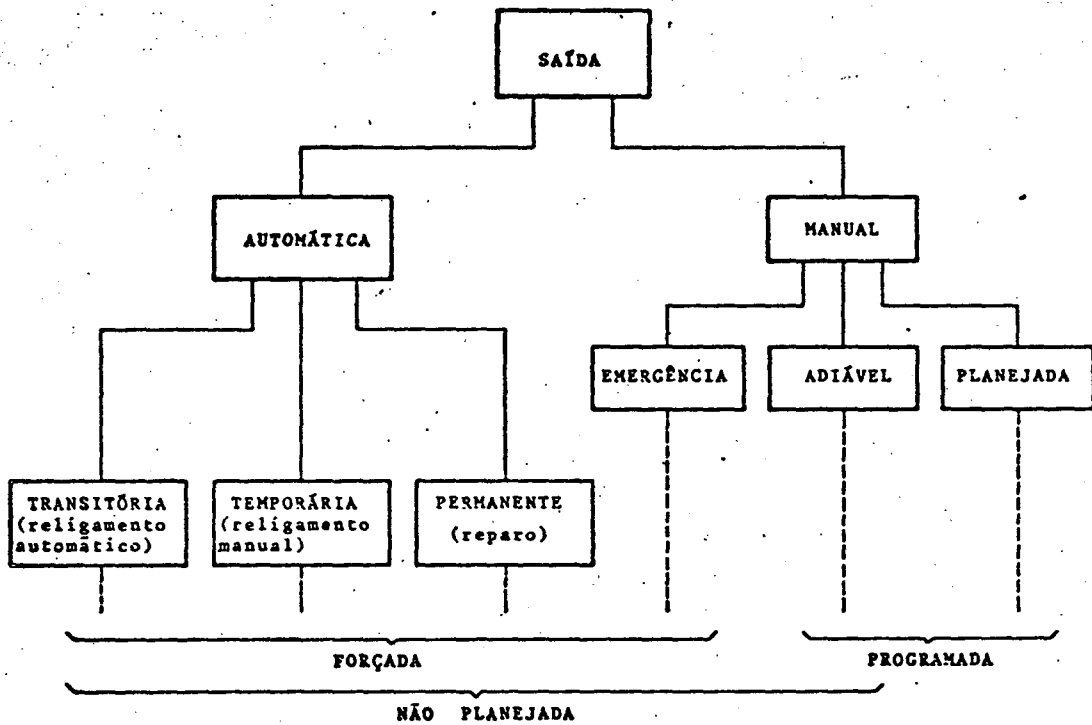 SAÍDA
AUTOMÁTICA
MANUAL
EMERGÊNCIA
ADIÁVEL
PLANEJADA
TRANSITÓRIA
(religamento
automático)
TEMPORÁRIA
(religamento
manual)
PERMANENTE
(reparo)
FORÇADA
PROGRAMADA
NÃO PLANEJADA